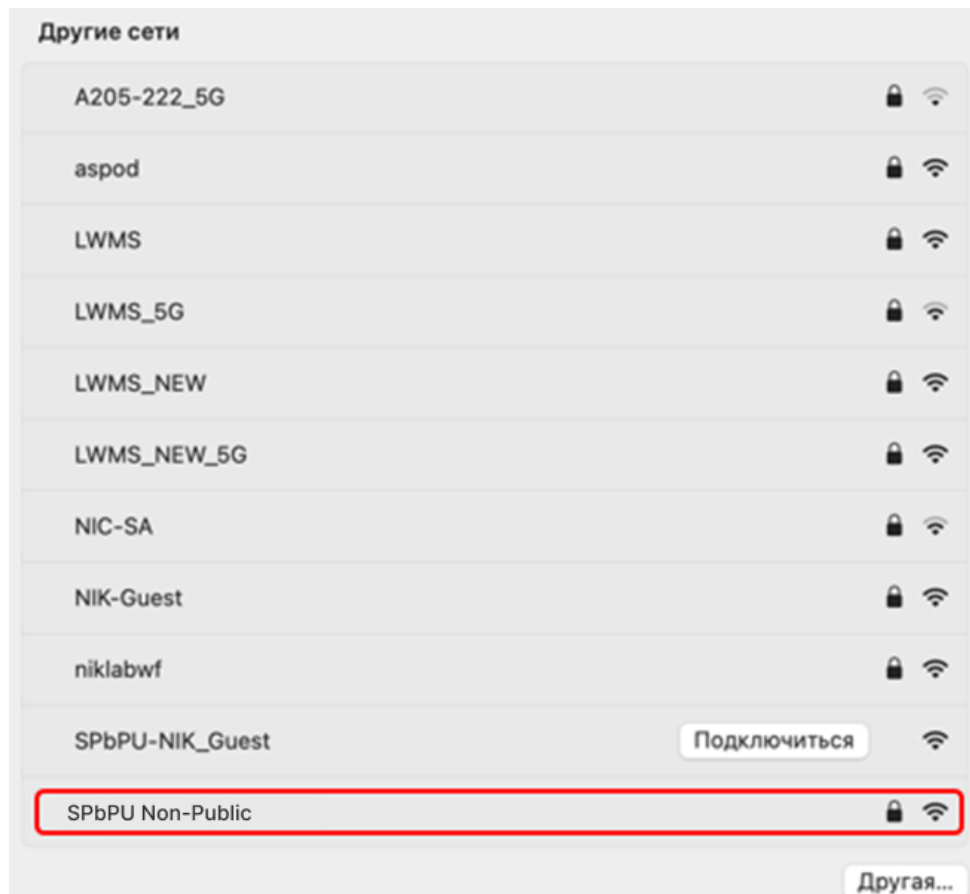 Другие сети
A205-222_5G
aspod
LWMS
LWMS_5G
LWMS_NEW
LWMS_NEW_5G
NIC-SA
NIK-Guest
niklabwf
SPbPU-NIK_Guest Подключиться
SPbPU Non-Public
Другая...